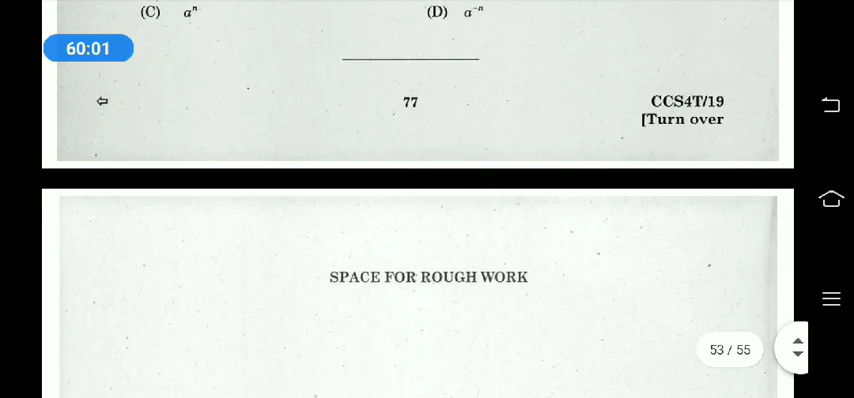 (C) aⁿ (D) a⁻ⁿ
60:01
77 CCS4T/19
[Turn over
SPACE FOR ROUGH WORK
53 / 55